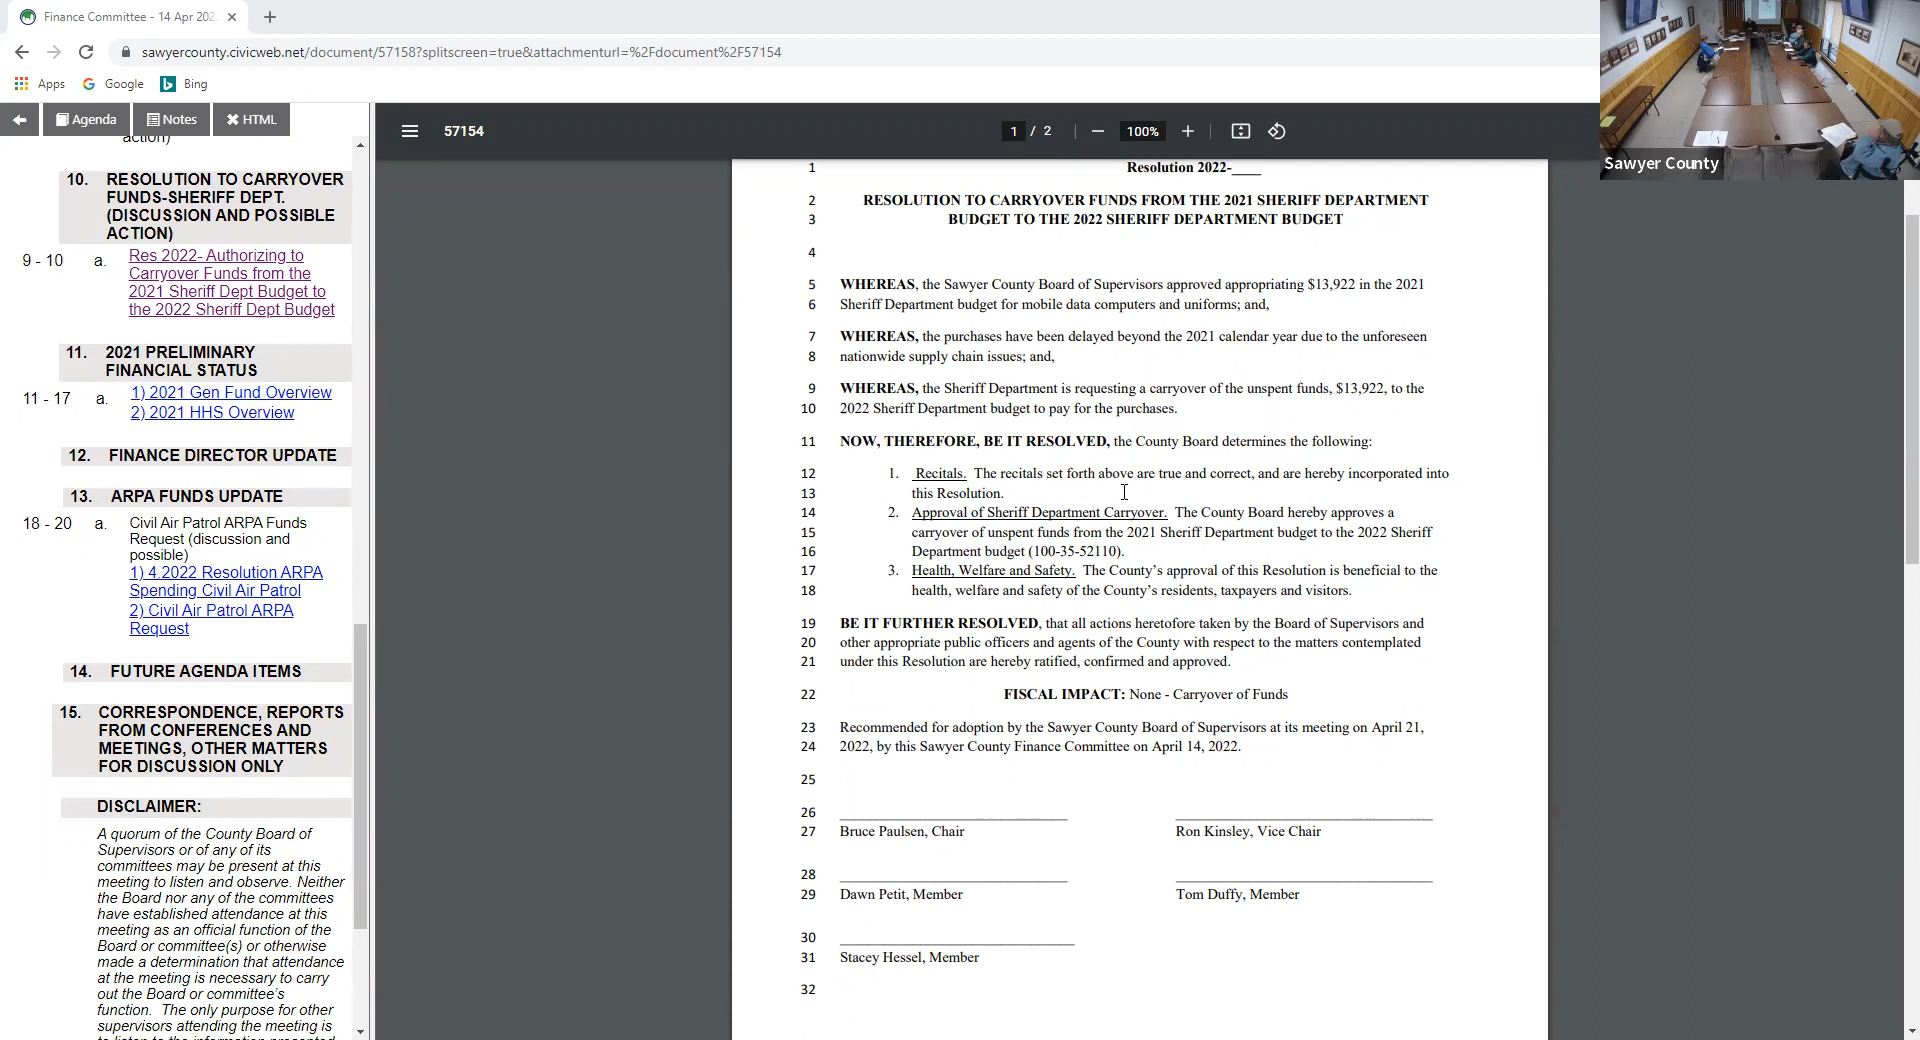 Finance Committee - 14 Apr 202
sawyercounty.civicweb.net/document/57158?splitscreen=true&attachmenturl=%2Fdocument%2F57154
Apps Google Bing
Agenda Notes HTML
57154
1 / 2 100%
Sawyer County
action)
10. RESOLUTION TO CARRYOVER
FUNDS-SHERIFF DEPT.
(DISCUSSION AND POSSIBLE
ACTION)
9 - 10 a. Res 2022- Authorizing to
Carryover Funds from the
2021 Sheriff Dept Budget to
the 2022 Sheriff Dept Budget
11. 2021 PRELIMINARY
FINANCIAL STATUS
11 - 17 a. 1) 2021 Gen Fund Overview
2) 2021 HHS Overview
12. FINANCE DIRECTOR UPDATE
13. ARPA FUNDS UPDATE
18 - 20 a. Civil Air Patrol ARPA Funds
Request (discussion and
possible)
1) 4.2022 Resolution ARPA
Spending Civil Air Patrol
2) Civil Air Patrol ARPA
Request
14. FUTURE AGENDA ITEMS
15. CORRESPONDENCE, REPORTS
FROM CONFERENCES AND
MEETINGS, OTHER MATTERS
FOR DISCUSSION ONLY
DISCLAIMER:
A quorum of the County Board of
Supervisors or of any of its
committees may be present at this
meeting to listen and observe. Neither
the Board nor any of the committees
have established attendance at this
meeting as an official function of the
Board or committee(s) or otherwise
made a determination that attendance
at the meeting is necessary to carry
out the Board or committee's
function. The only purpose for other
supervisors attending the meeting is
to listen to the information presented
1 Resolution 2022-____
2 RESOLUTION TO CARRYOVER FUNDS FROM THE 2021 SHERIFF DEPARTMENT
3 BUDGET TO THE 2022 SHERIFF DEPARTMENT BUDGET
4
5 WHEREAS, the Sawyer County Board of Supervisors approved appropriating $13,922 in the 2021
6 Sheriff Department budget for mobile data computers and uniforms; and,
7 WHEREAS, the purchases have been delayed beyond the 2021 calendar year due to the unforeseen
8 nationwide supply chain issues; and,
9 WHEREAS, the Sheriff Department is requesting a carryover of the unspent funds, $13,922, to the
10 2022 Sheriff Department budget to pay for the purchases.
11 NOW, THEREFORE, BE IT RESOLVED, the County Board determines the following:
12 1. Recitals. The recitals set forth above are true and correct, and are hereby incorporated into
13 this Resolution.
14 2. Approval of Sheriff Department Carryover. The County Board hereby approves a
15 carryover of unspent funds from the 2021 Sheriff Department budget to the 2022 Sheriff
16 Department budget (100-35-52110).
17 3. Health, Welfare and Safety. The County's approval of this Resolution is beneficial to the
18 health, welfare and safety of the County's residents, taxpayers and visitors.
19 BE IT FURTHER RESOLVED, that all actions heretofore taken by the Board of Supervisors and
20 other appropriate public officers and agents of the County with respect to the matters contemplated
21 under this Resolution are hereby ratified, confirmed and approved.
22 FISCAL IMPACT: None - Carryover of Funds
23 Recommended for adoption by the Sawyer County Board of Supervisors at its meeting on April 21,
24 2022, by this Sawyer County Finance Committee on April 14, 2022.
25
26
27 Bruce Paulsen, Chair Ron Kinsley, Vice Chair
28
29 Dawn Petit, Member Tom Duffy, Member
30
31 Stacey Hessel, Member
32